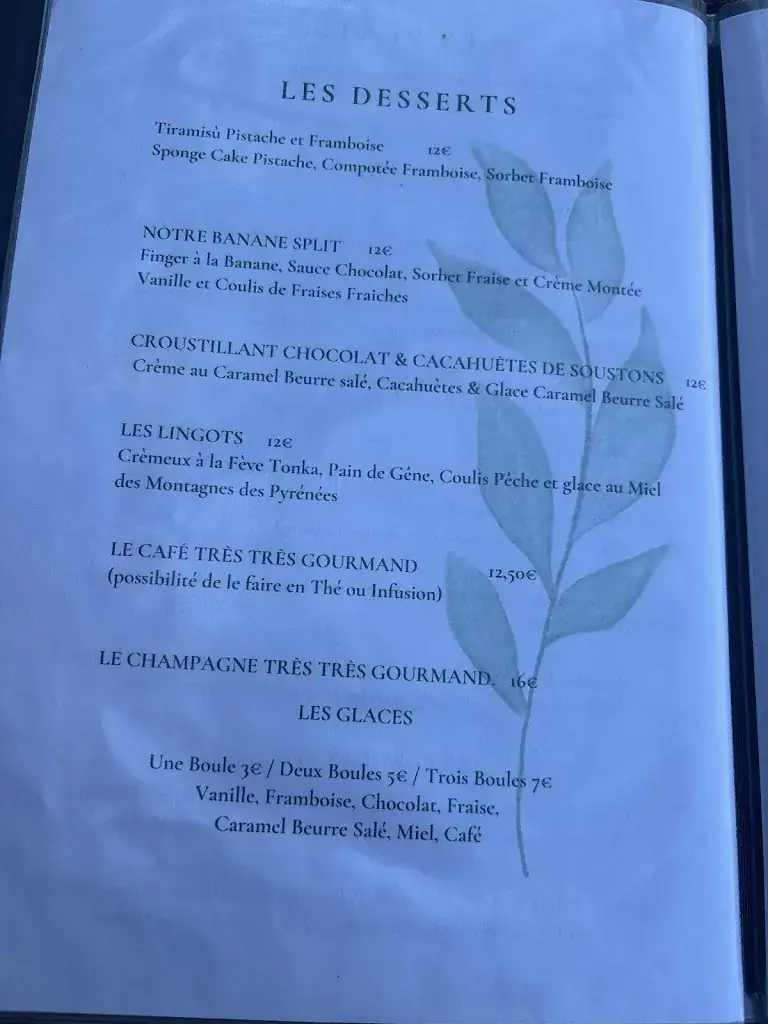 LES DESSERTS
Tiramisù Pistache et Framboise 12€
Sponge Cake Pistache, Compotée Framboise, Sorbet Framboise
NOTRE BANANE SPLIT 12€
Finger à la Banane, Sauce Chocolat, Sorbet Fraise et Crème Montée
Vanille et Coulis de Fraises Fraiches
CROUSTILLANT CHOCOLAT & CACAHUÈTES DE SOUSTONS 12€
Crème au Caramel Beurre salé, Cacahuètes & Glace Caramel Beurre Salé
LES LINGOTS 12€
Crèmeux à la Fève Tonka, Pain de Gêne, Coulis Pêche et glace au Miel
des Montagnes des Pyrénées
LE CAFÉ TRÈS TRÈS GOURMAND 12,50€
(possibilité de le faire en Thé ou Infusion)
LE CHAMPAGNE TRÈS TRÈS GOURMAND. 16€
LES GLACES
Une Boule 3€ / Deux Boules 5€ / Trois Boules 7€
Vanille, Framboise, Chocolat, Fraise,
Caramel Beurre Salé, Miel, Café